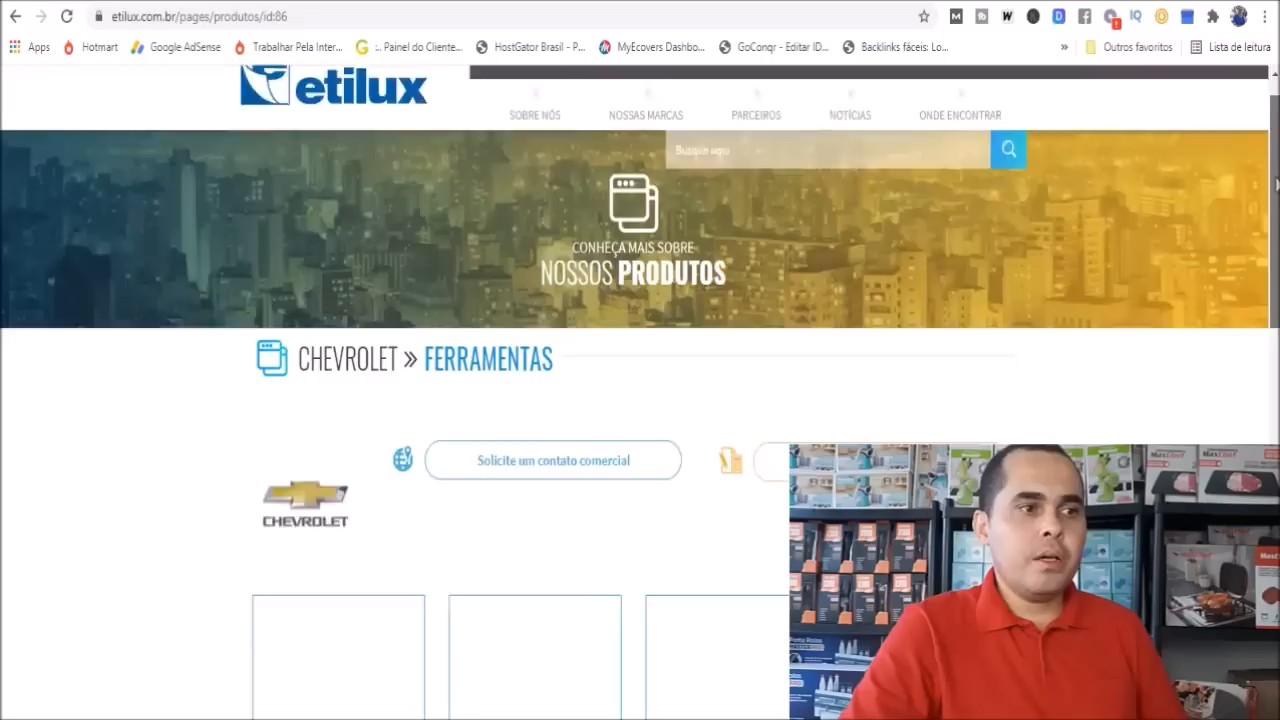 etilux.com.br/pages/produtos/id:86
Apps
Hotmart
Google AdSense
Trabalhar Pela Inter...
:. Painel do Cliente...
HostGator Brasil - P...
MyEcovers Dashbo...
GoConqr - Editar ID...
Backlinks fáceis: Lo...
»
Outros favoritos
Lista de leitura
etilux
SOBRE NÓS
NOSSAS MARCAS
PARCEIROS
NOTÍCIAS
ONDE ENCONTRAR
Busque aqui
CONHEÇA MAIS SOBRE
NOSSOS PRODUTOS
CHEVROLET » FERRAMENTAS
Solicite um contato comercial
CHEVROLET
MaxChef
MaxChef